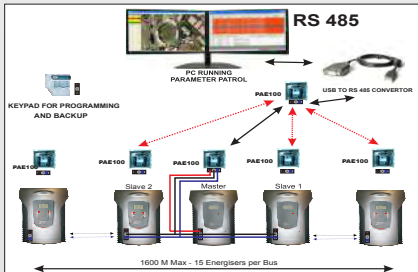 RS 485
PC RUNNING
PARAMETER PATROL
KEYPAD FOR PROGRAMMING
AND BACKUP
PAE100
USB TO RS 485 CONVERTOR
PAE100
PAE100
PAE100
PAE100
PAE100
Slave 2
Master
Slave 1
1600 M Max - 15 Energisers per Bus